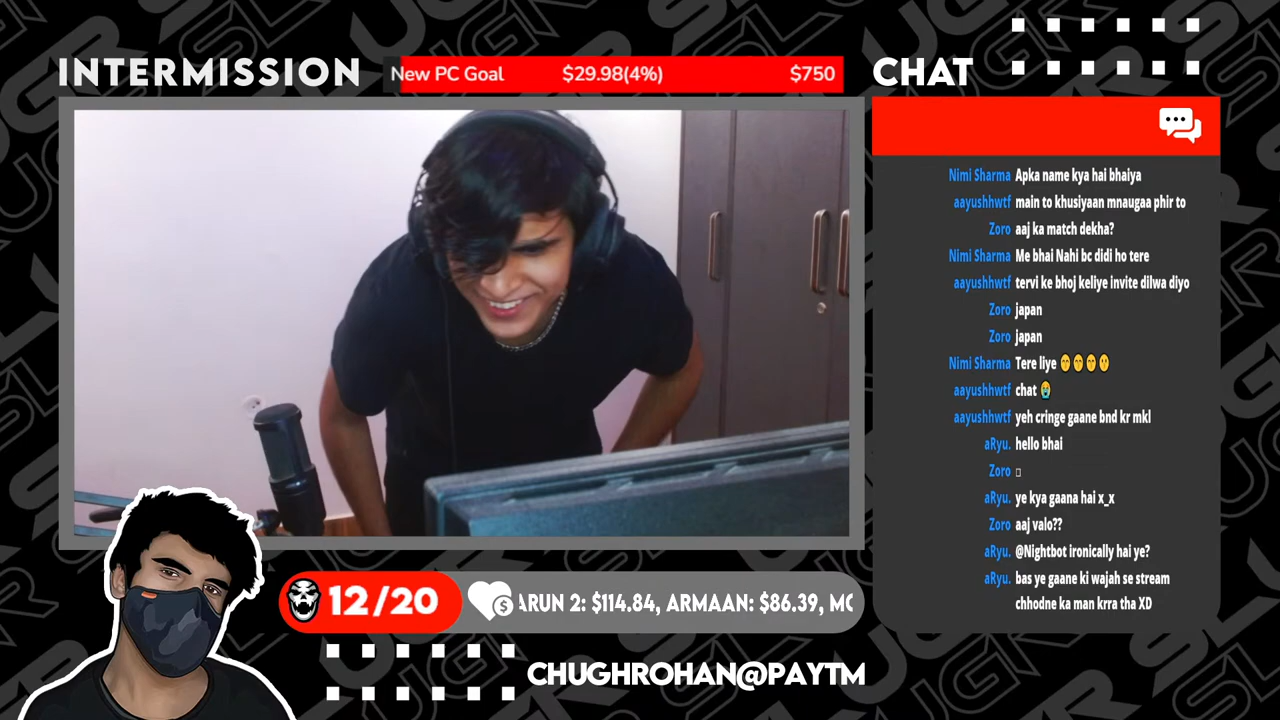 INTERMISSION
New PC Goal $29.98(4%) $750
CHAT
Nimi Sharma Apka name kya hai bhaiya
aayushhwtf main to khusiyaan mnaugaa phir to
Zoro aaj ka match dekha?
Nimi Sharma Me bhai Nahi bc didi ho tere
aayushhwtf tervi ke bhoj keliye invite dilwa diyo
Zoro japan
Zoro japan
Nimi Sharma Tere liye 🤭🤭🤭🤭
aayushhwtf chat 😭
aayushhwtf yeh cringe gaane bnd kr mkl
aRyu. hello bhai
Zoro
aRyu. ye kya gaana hai x_x
Zoro aaj valo??
aRyu. @Nightbot ironically hai ye?
aRyu. bas ye gaane ki wajah se stream
chhodne ka man krra tha XD
12/20
ARUN 2: $114.84, ARMAAN: $86.39, MO
CHUGHROHAN@PAYTM